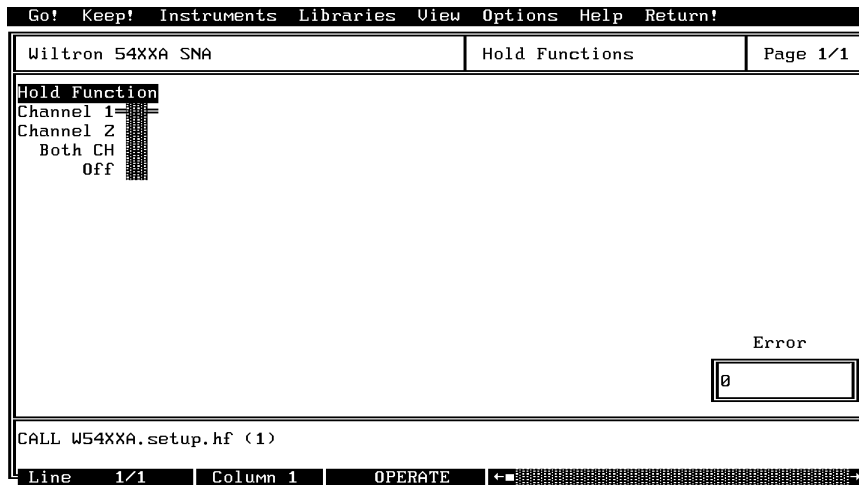 Go! Keep! Instruments Libraries View Options Help Return!
Wiltron 54XXA SNA Hold Functions Page 1/1
Hold Function
Channel 1
Channel 2
Both CH
Off
Error
0
CALL W54XXA.setup.hf (1)
Line 1/1 Column 1 OPERATE